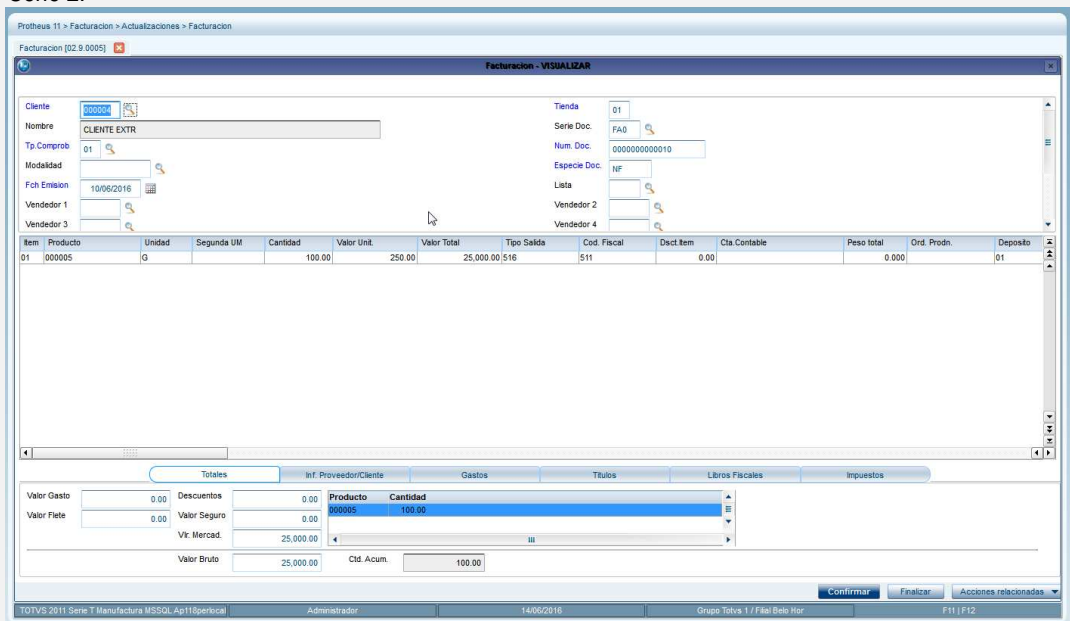 Protheus 11 > Facturacion > Actualizaciones > Facturacion
Facturacion [02.9.0005]
Facturacion - VISUALIZAR
Cliente 000004 Tienda 01
Nombre CLIENTE EXTR Serie Doc. FA0
Tp.Comprob 01 Num. Doc. 0000000000010
Modalidad Especie Doc. NF
Fch Emision 10/06/2016 Lista
Vendedor 1 Vendedor 2
Vendedor 3 Vendedor 4
Item Producto Unidad Segunda UM Cantidad Valor Unit. Valor Total Tipo Salida Cod. Fiscal Dsct.Item Cta.Contable Peso total Ord. Prodn. Deposito
01 000005 G 100.00 250.00 25,000.00 516 511 0.00 0.000 01
Totales Inf. Proveedor/Cliente Gastos Títulos Libros Fiscales Impuestos
Valor Gasto 0.00 Descuentos 0.00 Producto Cantidad
Valor Flete 0.00 Valor Seguro 0.00 000005 100.00
Vlr. Mercad. 25,000.00
Valor Bruto 25,000.00 Ctd. Acum. 100.00
Confirmar Finalizar Acciones relacionadas
TOTVS 2011 Serie T Manufactura MSSQL Ap118perlocal Administrador 14/06/2016 Grupo Totvs 1 / Filial Belo Hor F11 | F12